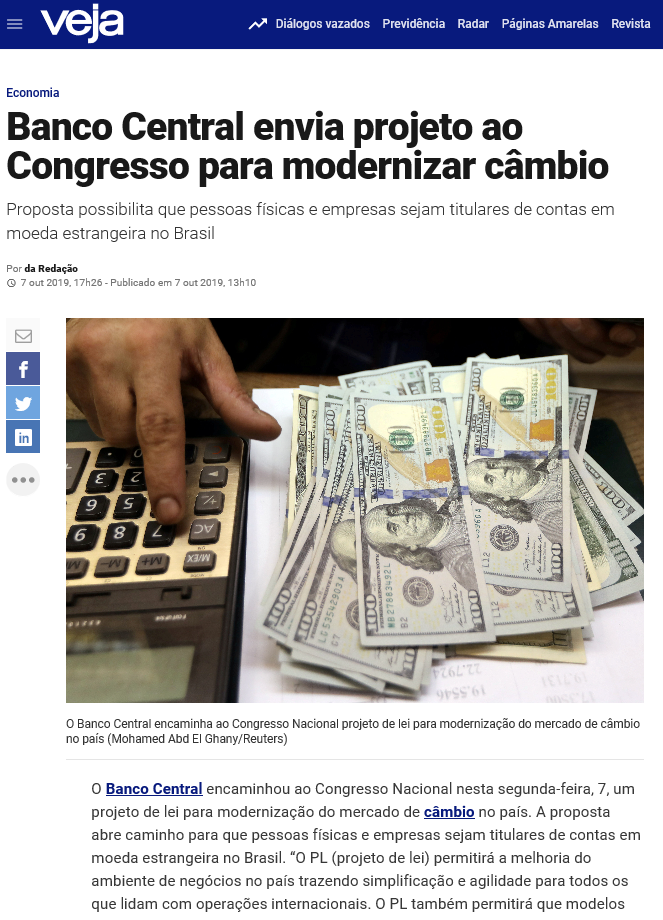 veja
Diálogos vazados Previdência Radar Páginas Amarelas Revista
Economia
Banco Central envia projeto ao
Congresso para modernizar câmbio
Proposta possibilita que pessoas físicas e empresas sejam titulares de contas em
moeda estrangeira no Brasil
Por da Redação
7 out 2019, 17h26 - Publicado em 7 out 2019, 13h10
O Banco Central encaminha ao Congresso Nacional projeto de lei para modernização do mercado de câmbio
no país (Mohamed Abd El Ghany/Reuters)
O Banco Central encaminhou ao Congresso Nacional nesta segunda-feira, 7, um
projeto de lei para modernização do mercado de câmbio no país. A proposta
abre caminho para que pessoas físicas e empresas sejam titulares de contas em
moeda estrangeira no Brasil. “O PL (projeto de lei) permitirá a melhoria do
ambiente de negócios no país trazendo simplificação e agilidade para todos os
que lidam com operações internacionais. O PL também permitirá que modelos